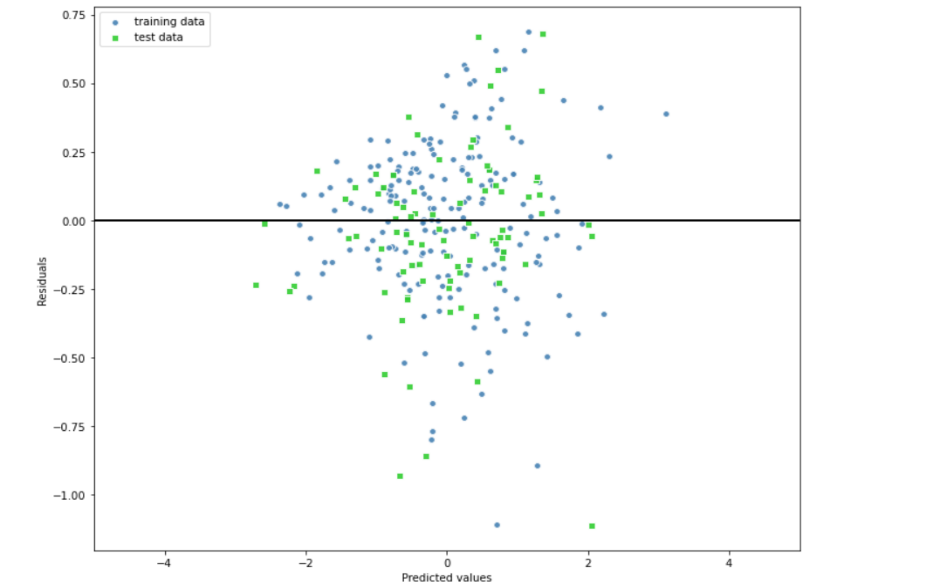 0.75
training data
test data
0.50
0.25
0.00
−0.25
−0.50
−0.75
−1.00
Residuals
−4 −2 0 2 4
Predicted values